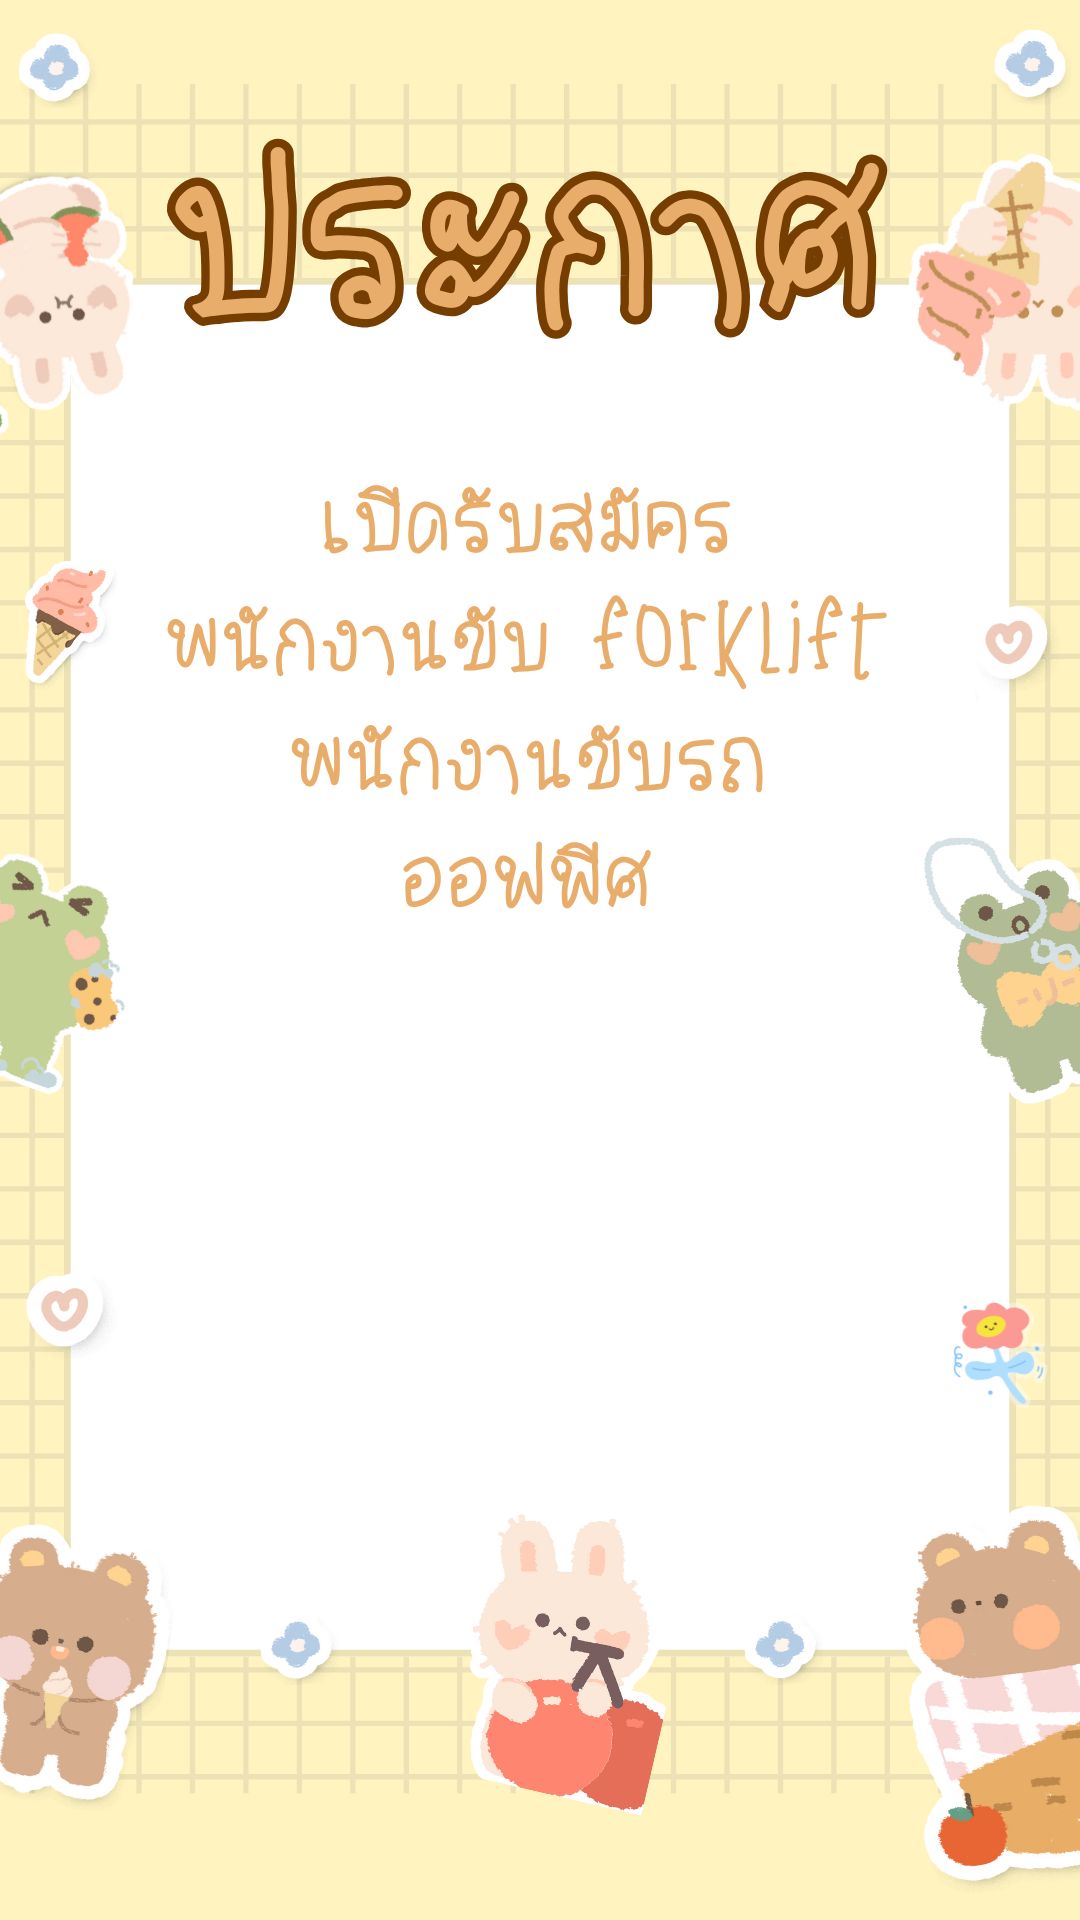 ประกาศ
เปิดรับสมัคร
พนักงานขับ forklift
พนักงานขับรถ
ออฟฟิศ